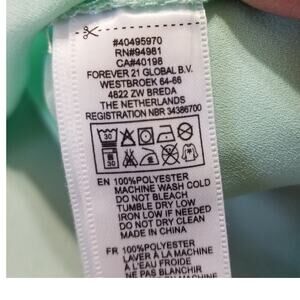 #40495970
RN#94981
CA#40198
FOREVER 21 GLOBAL B.V.
WESTBROEK 64-66
4822 ZW BREDA
THE NETHERLANDS
REGISTRATION NBR 34386700
30
30
EN 100%POLYESTER
MACHINE WASH COLD
DO NOT BLEACH
TUMBLE DRY LOW
IRON LOW IF NEEDED
DO NOT DRY CLEAN
MADE IN CHINA
FR 100%POLYESTER
LAVER À LA MACHINE
À L'EAU FROIDE
NE PAS BLANCHIR